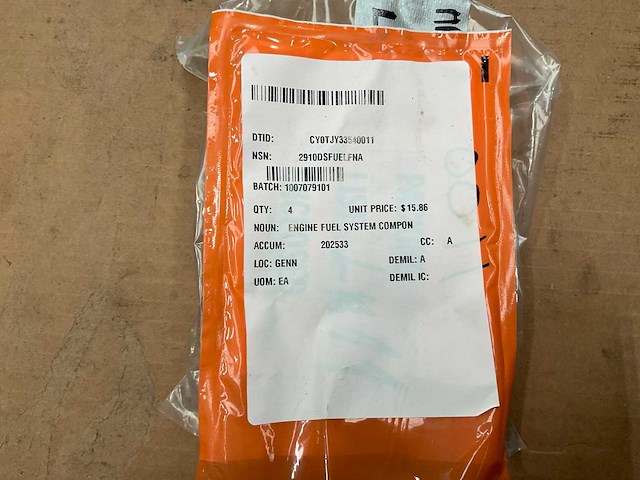 DTID: CY0TJY33540011
NSN: 2910DSFUELFNA
BATCH: 1007079101
QTY: 4 UNIT PRICE: $15.86
NOUN: ENGINE FUEL SYSTEM COMPON
ACCUM: 202533 CC: A
LOC: GENN DEMIL: A
UOM: EA DEMIL IC: